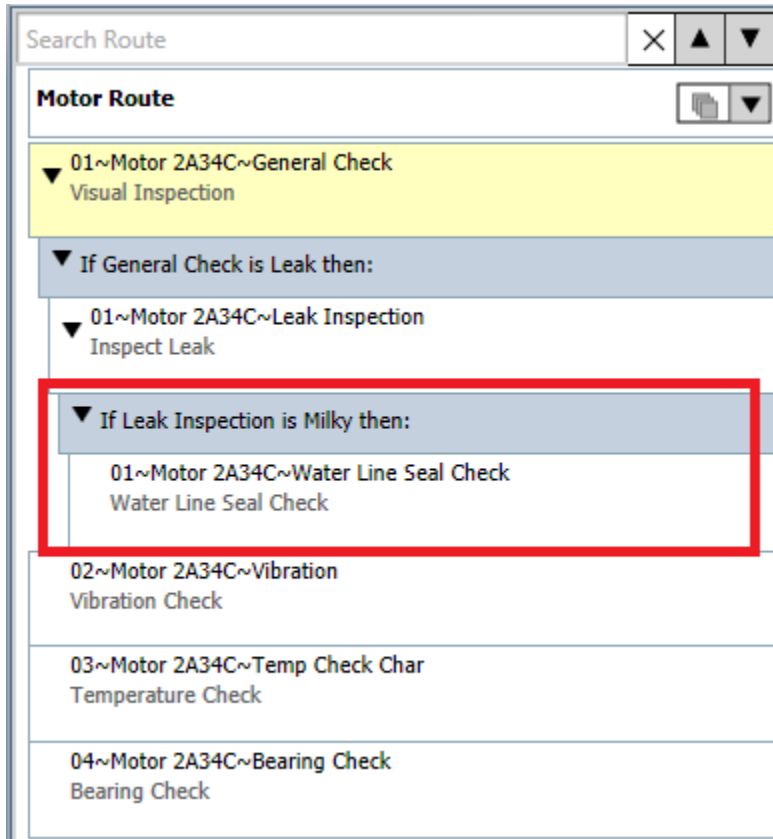 Search Route
Motor Route
01~Motor 2A34C~General Check
Visual Inspection
If General Check is Leak then:
01~Motor 2A34C~Leak Inspection
Inspect Leak
If Leak Inspection is Milky then:
01~Motor 2A34C~Water Line Seal Check
Water Line Seal Check
02~Motor 2A34C~Vibration
Vibration Check
03~Motor 2A34C~Temp Check Char
Temperature Check
04~Motor 2A34C~Bearing Check
Bearing Check